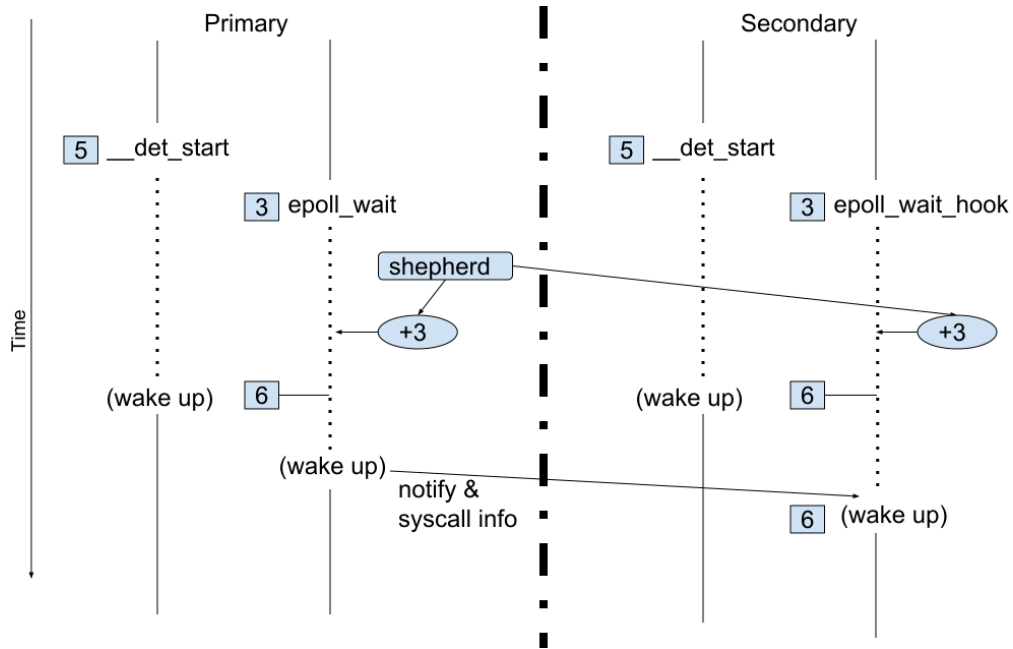 Primary
Secondary
5 __det_start
5 __det_start
3 epoll_wait
3 epoll_wait_hook
shepherd
Time
+3
+3
(wake up)
6
(wake up)
6
(wake up)
notify &
syscall info
6 (wake up)